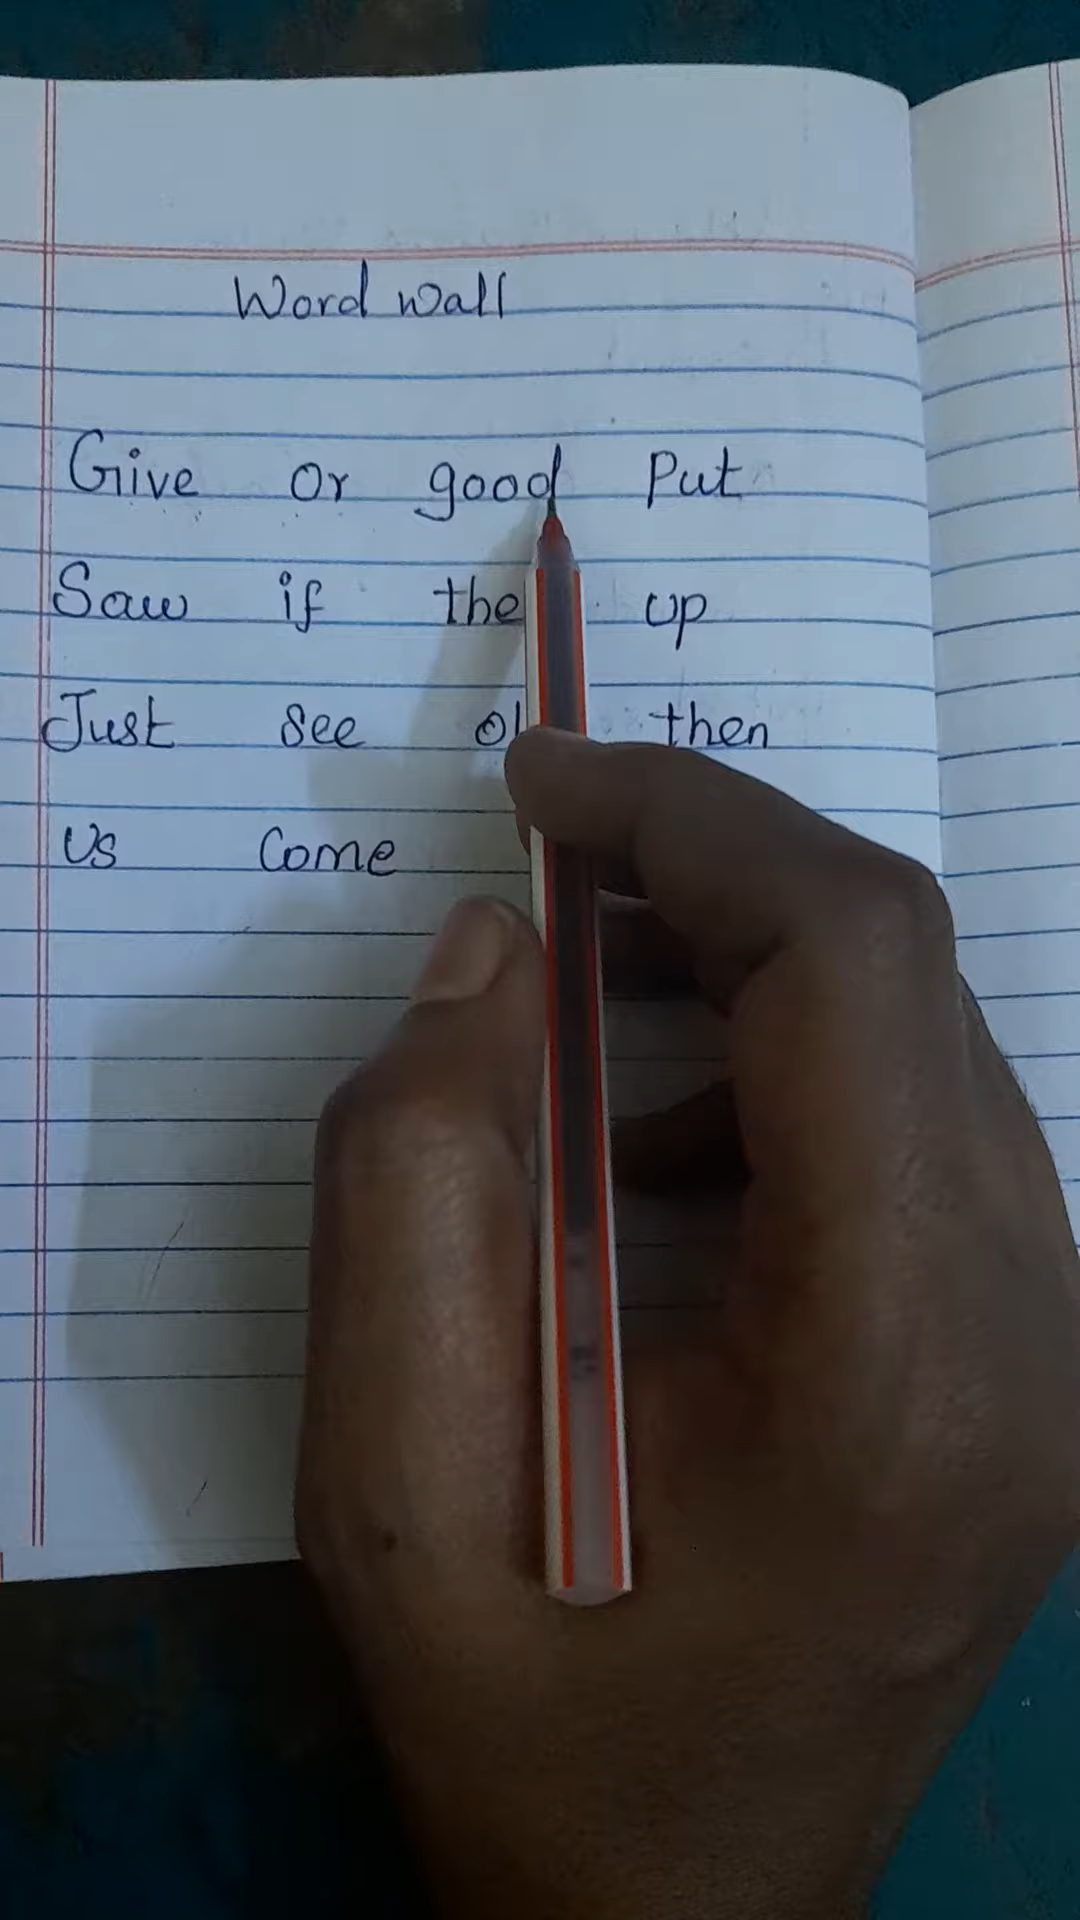 Word wall
Give or good Put
Saw if the up
Just see then
Us Come